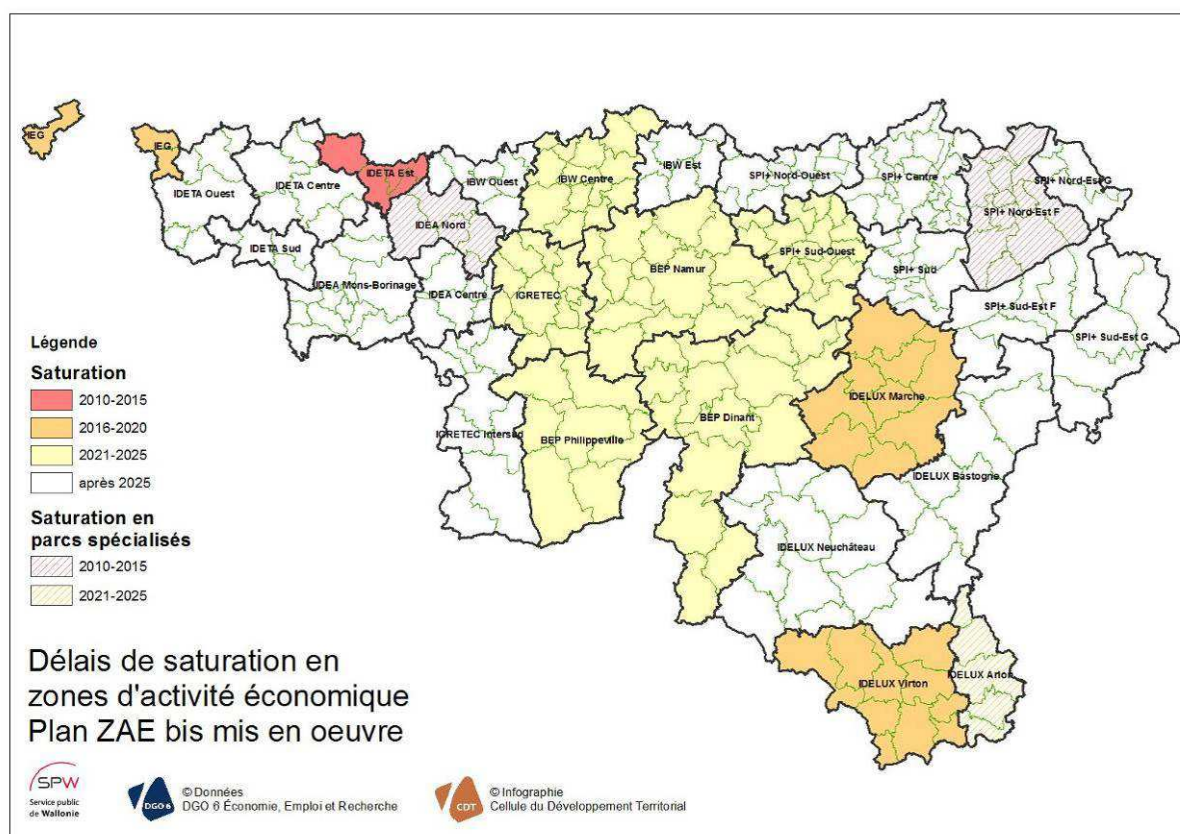 IEG
IEG
IDETA Ouest
IDETA Centre
IDETA Est
IDETA Sud
IDEA Nord
IDEA Mons-Borinage
IDEA Centre
IBW Ouest
IBW Centre
IBW Est
SPI+ Nord-Ouest
SPI+ Centre
SPI+ Nord-Est G
SPI+ Nord-Est F
SPI+ Sud-Ouest
SPI+ Sud
SPI+ Sud-Est F
SPI+ Sud-Est G
BEP Namur
IGRETEC
IGRETEC Intersud
BEP Philippeville
BEP Dinant
IDELUX Marche
IDELUX Bastogne
IDELUX Neuchâteau
IDELUX Virton
IDELUX Arlon
Légende
Saturation
2010-2015
2016-2020
2021-2025
après 2025
Saturation en
parcs spécialisés
2010-2015
2021-2025
Délais de saturation en
zones d'activité économique
Plan ZAE bis mis en oeuvre
SPW
Service public
de Wallonie
DGO 6
© Données
DGO 6 Économie, Emploi et Recherche
CDT
© Infographie
Cellule du Développement Territorial